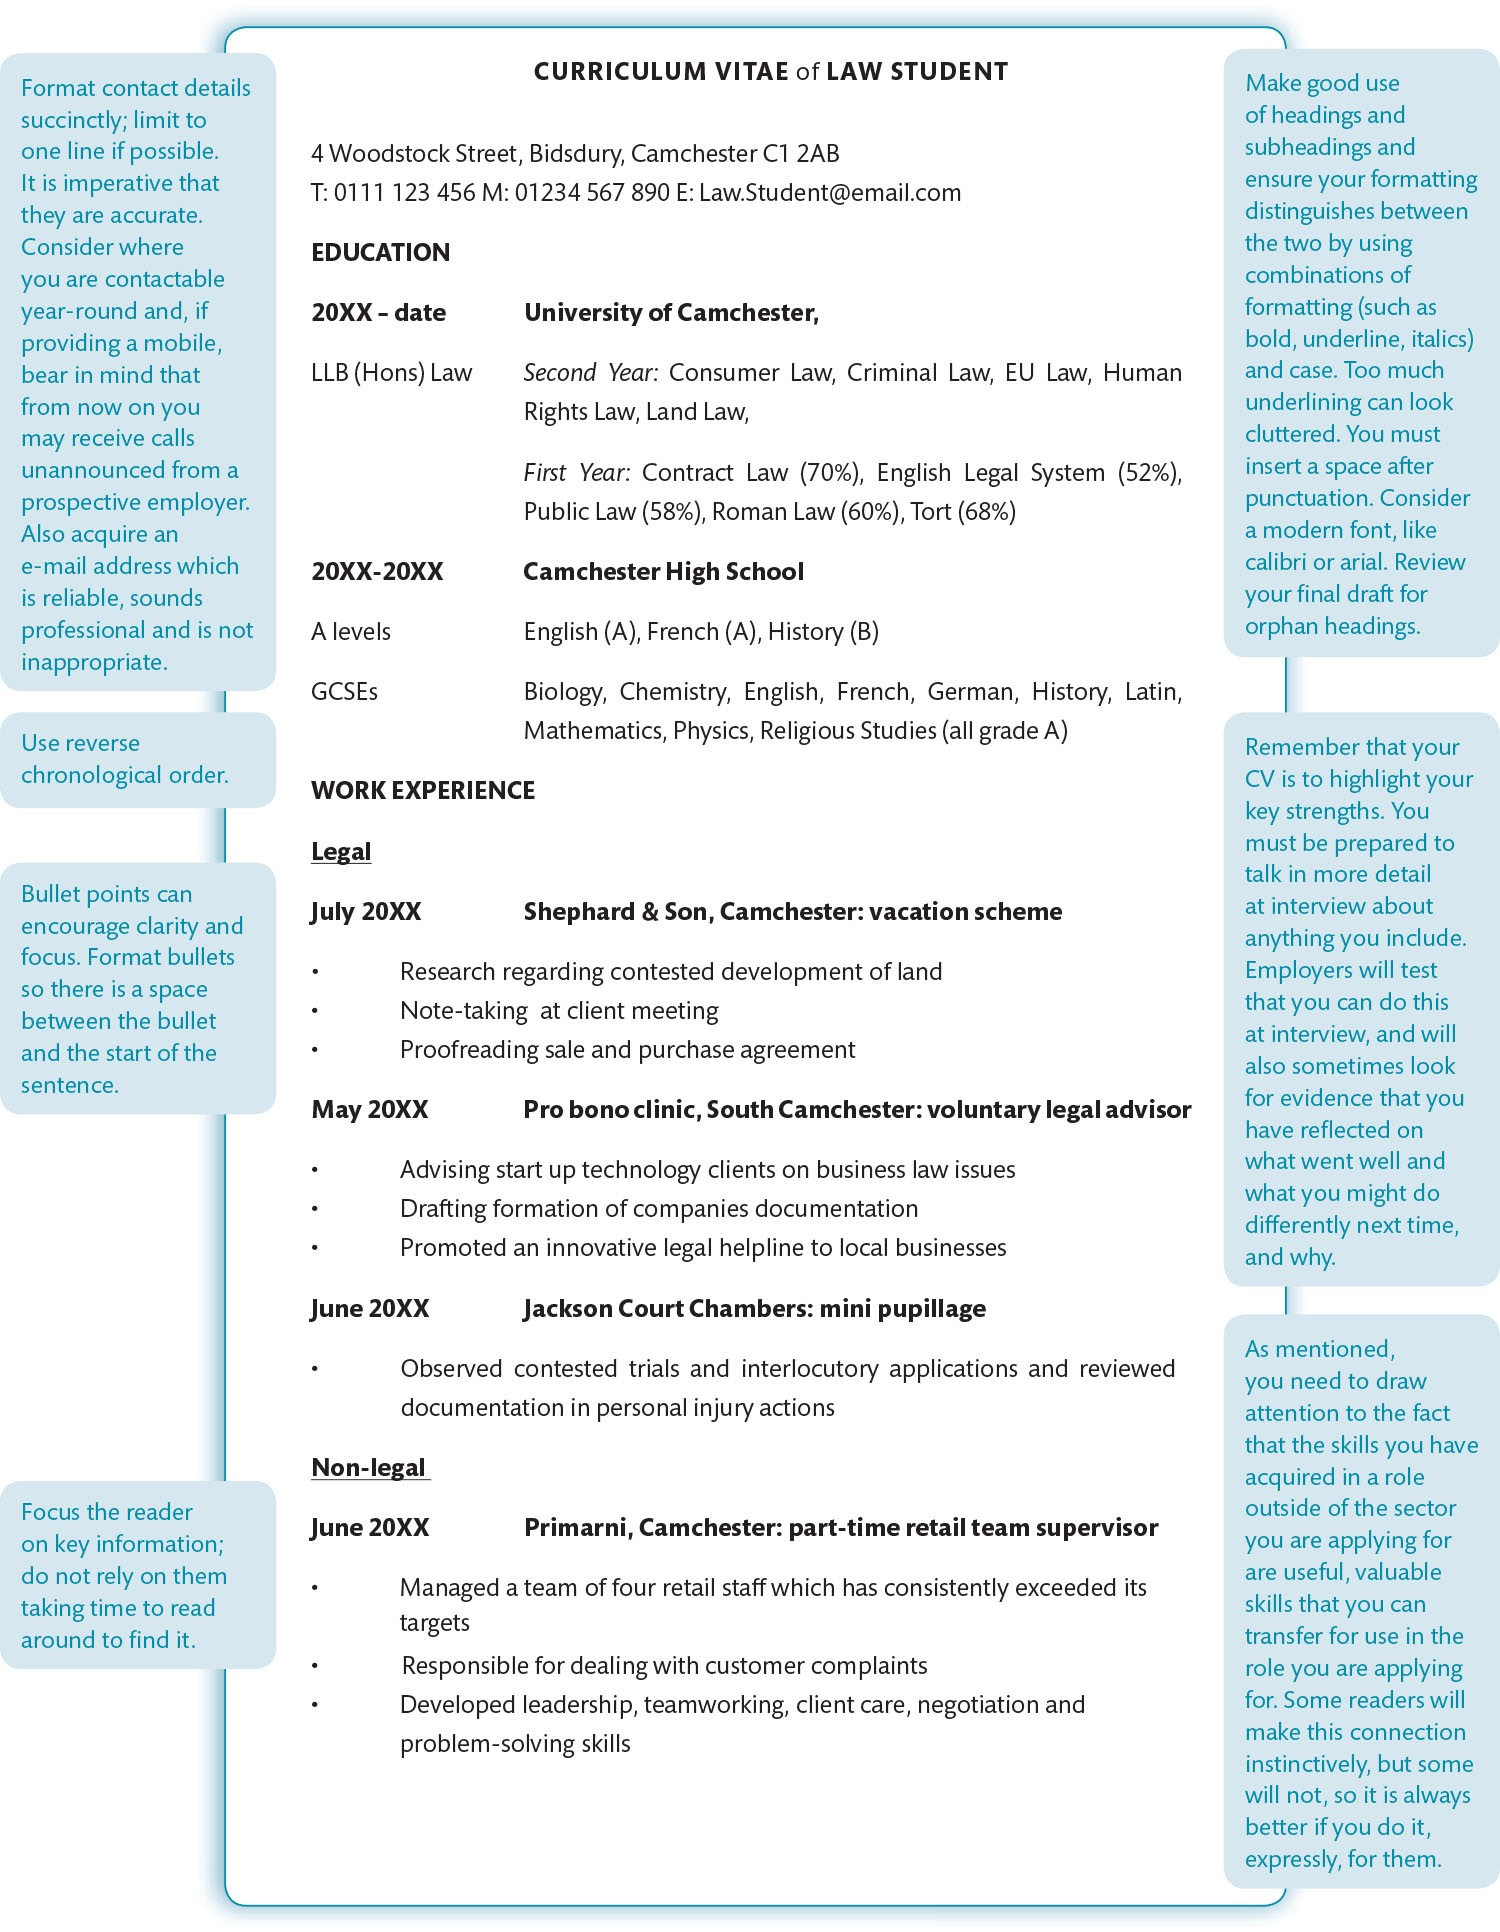 CURRICULUM VITAE of LAW STUDENT
4 Woodstock Street, Bidsdury, Camchester C1 2AB
T: 0111 123 456 M: 01234 567 890 E: Law.Student@email.com
EDUCATION
20XX – date University of Camchester,
LLB (Hons) Law Second Year: Consumer Law, Criminal Law, EU Law, Human
Rights Law, Land Law,
First Year: Contract Law (70%), English Legal System (52%),
Public Law (58%), Roman Law (60%), Tort (68%)
20XX-20XX Camchester High School
A levels English (A), French (A), History (B)
GCSEs Biology, Chemistry, English, French, German, History, Latin,
Mathematics, Physics, Religious Studies (all grade A)
WORK EXPERIENCE
Legal
July 20XX Shephard & Son, Camchester: vacation scheme
• Research regarding contested development of land
• Note-taking at client meeting
• Proofreading sale and purchase agreement
May 20XX Pro bono clinic, South Camchester: voluntary legal advisor
• Advising start up technology clients on business law issues
• Drafting formation of companies documentation
• Promoted an innovative legal helpline to local businesses
June 20XX Jackson Court Chambers: mini pupillage
• Observed contested trials and interlocutory applications and reviewed
documentation in personal injury actions
Non-legal
June 20XX Primarni, Camchester: part-time retail team supervisor
• Managed a team of four retail staff which has consistently exceeded its
targets
• Responsible for dealing with customer complaints
• Developed leadership, teamworking, client care, negotiation and
problem-solving skills
Format contact details
succinctly; limit to
one line if possible.
It is imperative that
they are accurate.
Consider where
you are contactable
year-round and, if
providing a mobile,
bear in mind that
from now on you
may receive calls
unannounced from a
prospective employer.
Also acquire an
e-mail address which
is reliable, sounds
professional and is not
inappropriate.
Use reverse
chronological order.
Bullet points can
encourage clarity and
focus. Format bullets
so there is a space
between the bullet
and the start of the
sentence.
Focus the reader
on key information;
do not rely on them
taking time to read
around to find it.
Make good use
of headings and
subheadings and
ensure your formatting
distinguishes between
the two by using
combinations of
formatting (such as
bold, underline, italics)
and case. Too much
underlining can look
cluttered. You must
insert a space after
punctuation. Consider
a modern font, like
calibri or arial. Review
your final draft for
orphan headings.
Remember that your
CV is to highlight your
key strengths. You
must be prepared to
talk in more detail
at interview about
anything you include.
Employers will test
that you can do this
at interview, and will
also sometimes look
for evidence that you
have reflected on
what went well and
what you might do
differently next time,
and why.
As mentioned,
you need to draw
attention to the fact
that the skills you have
acquired in a role
outside of the sector
you are applying for
are useful, valuable
skills that you can
transfer for use in the
role you are applying
for. Some readers will
make this connection
instinctively, but some
will not, so it is always
better if you do it,
expressly, for them.